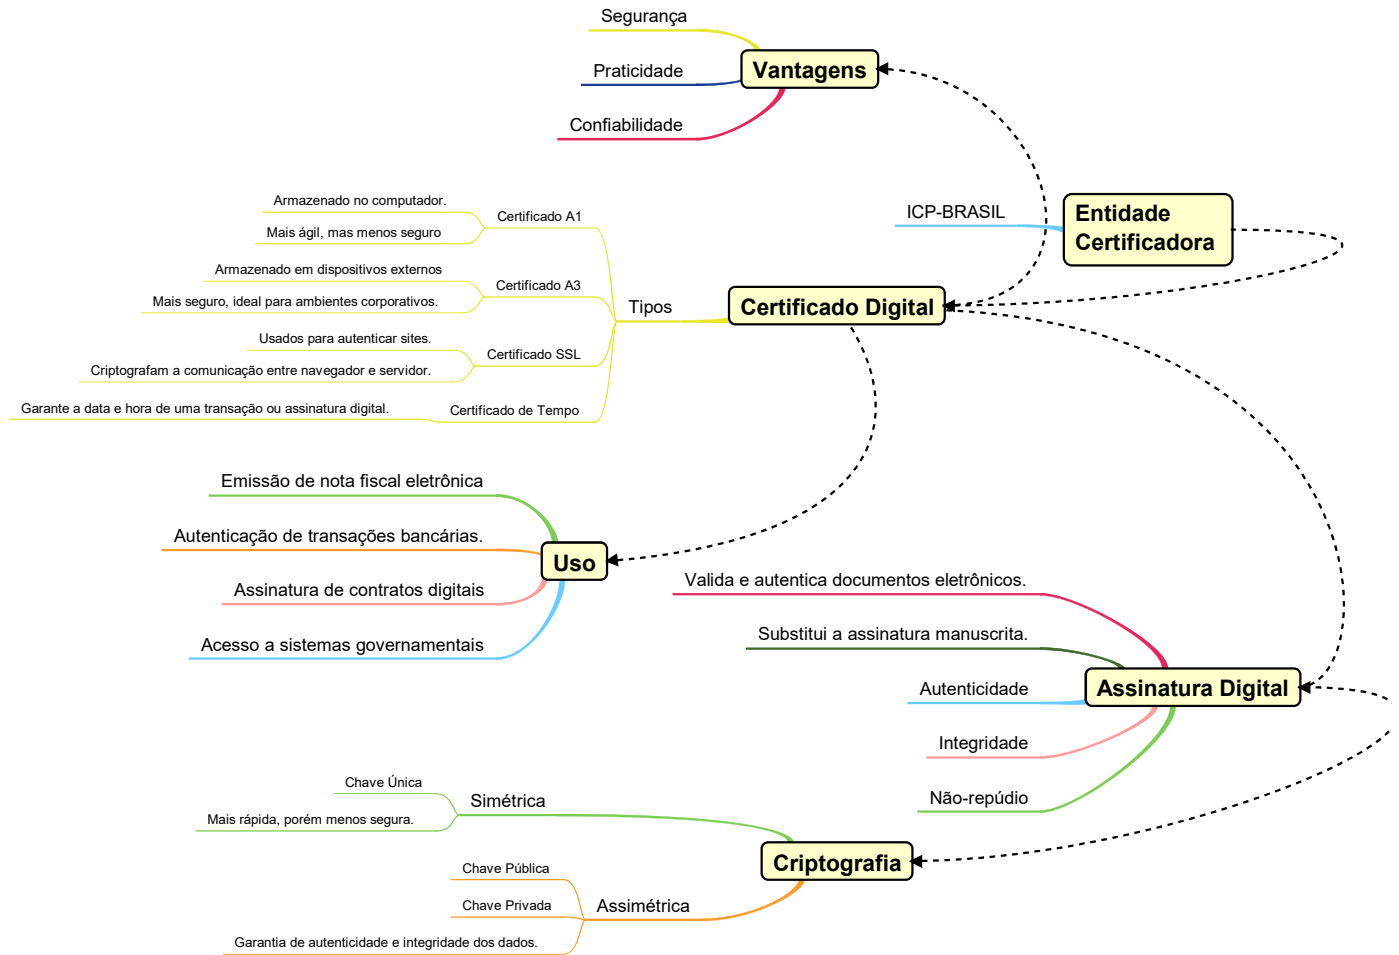 Segurança
Praticidade
Confiabilidade
Vantagens
ICP-BRASIL
Entidade
Certificadora
Certificado Digital
Tipos
Certificado A1
Armazenado no computador.
Mais ágil, mas menos seguro
Certificado A3
Armazenado em dispositivos externos
Mais seguro, ideal para ambientes corporativos.
Certificado SSL
Usados para autenticar sites.
Criptografam a comunicação entre navegador e servidor.
Certificado de Tempo
Garante a data e hora de uma transação ou assinatura digital.
Uso
Emissão de nota fiscal eletrônica
Autenticação de transações bancárias.
Assinatura de contratos digitais
Acesso a sistemas governamentais
Assinatura Digital
Valida e autentica documentos eletrônicos.
Substitui a assinatura manuscrita.
Autenticidade
Integridade
Não-repúdio
Criptografia
Simétrica
Chave Única
Mais rápida, porém menos segura.
Assimétrica
Chave Pública
Chave Privada
Garantia de autenticidade e integridade dos dados.